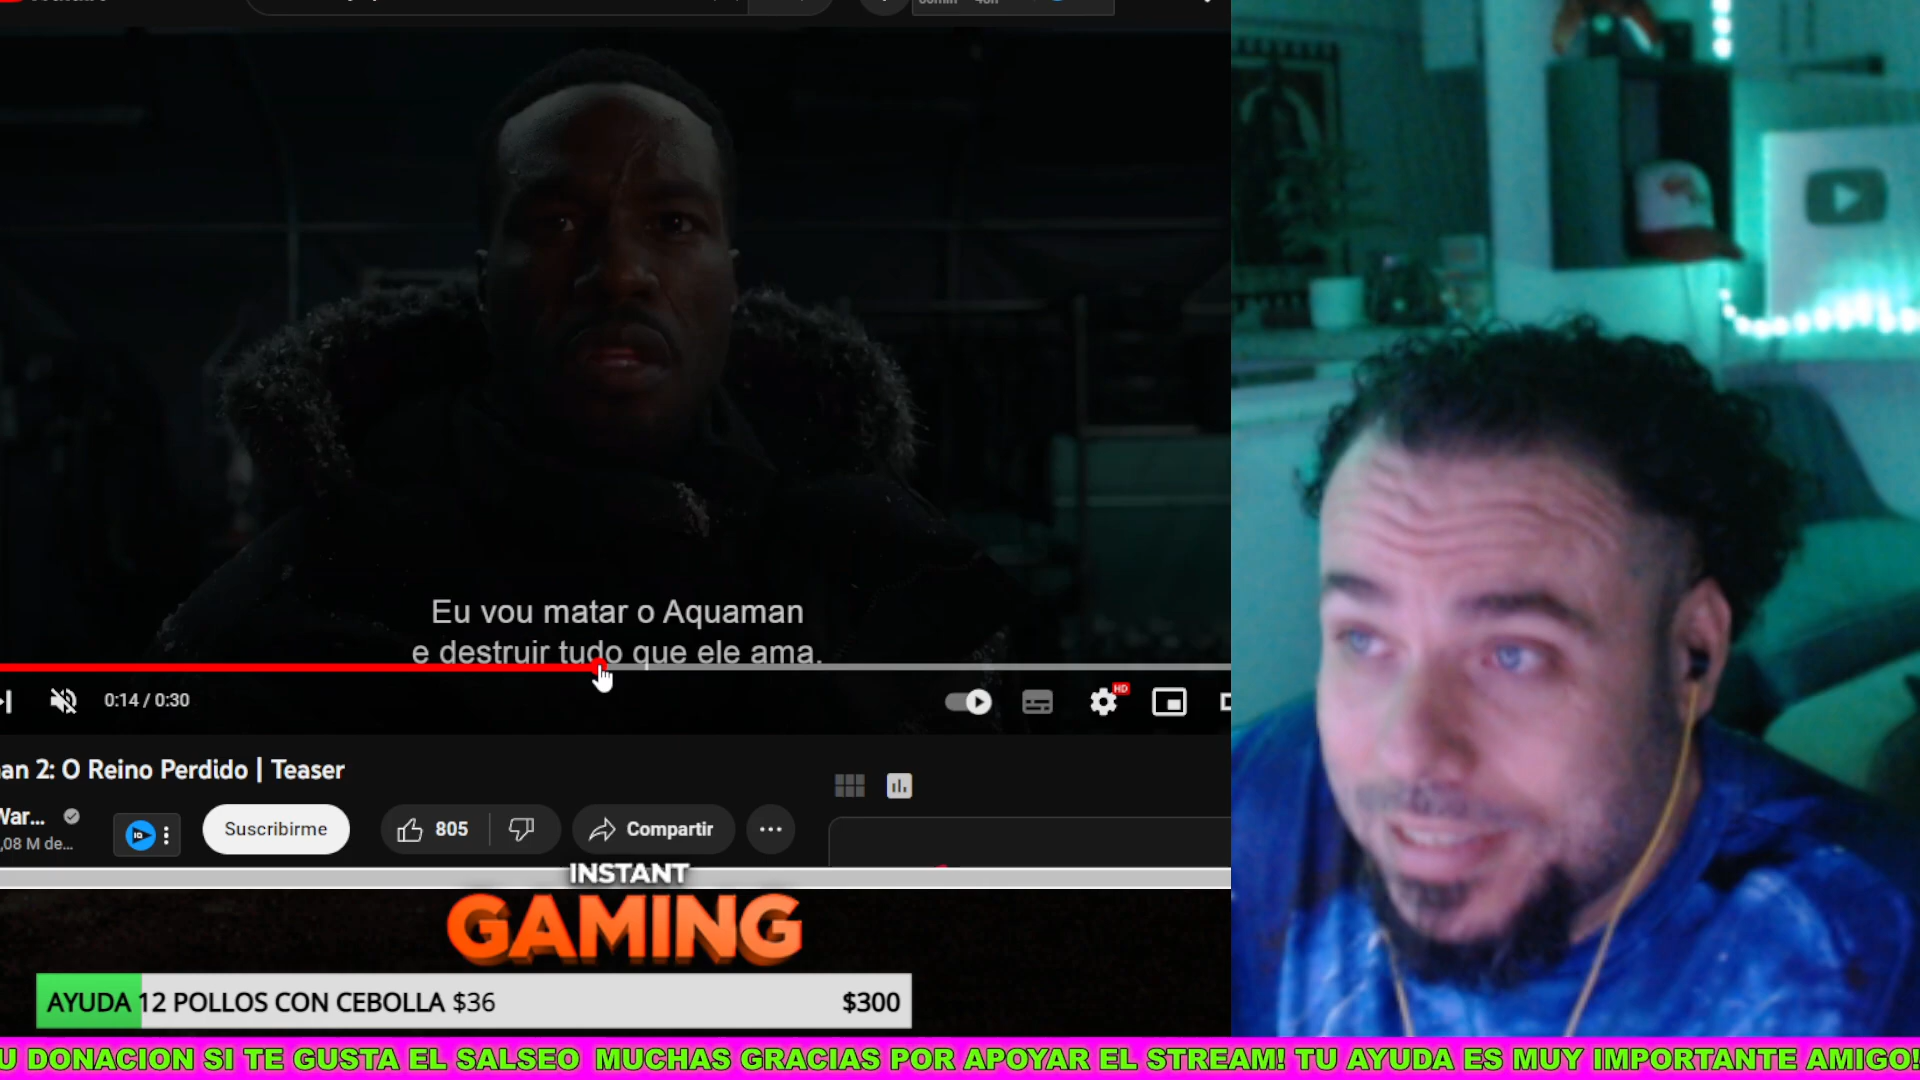 Eu vou matar o Aquaman
e destruir tudo que ele ama.
0:14 / 0:30
HD
an 2: O Reino Perdido | Teaser
War...
,08 M de...
IG
Suscribirme
805
Compartir
INSTANT
GAMING
AYUDA 12 POLLOS CON CEBOLLA $36
$300
U DONACION SI TE GUSTA EL SALSEO MUCHAS GRACIAS POR APOYAR EL STREAM! TU AYUDA ES MUY IMPORTANTE AMIGO!